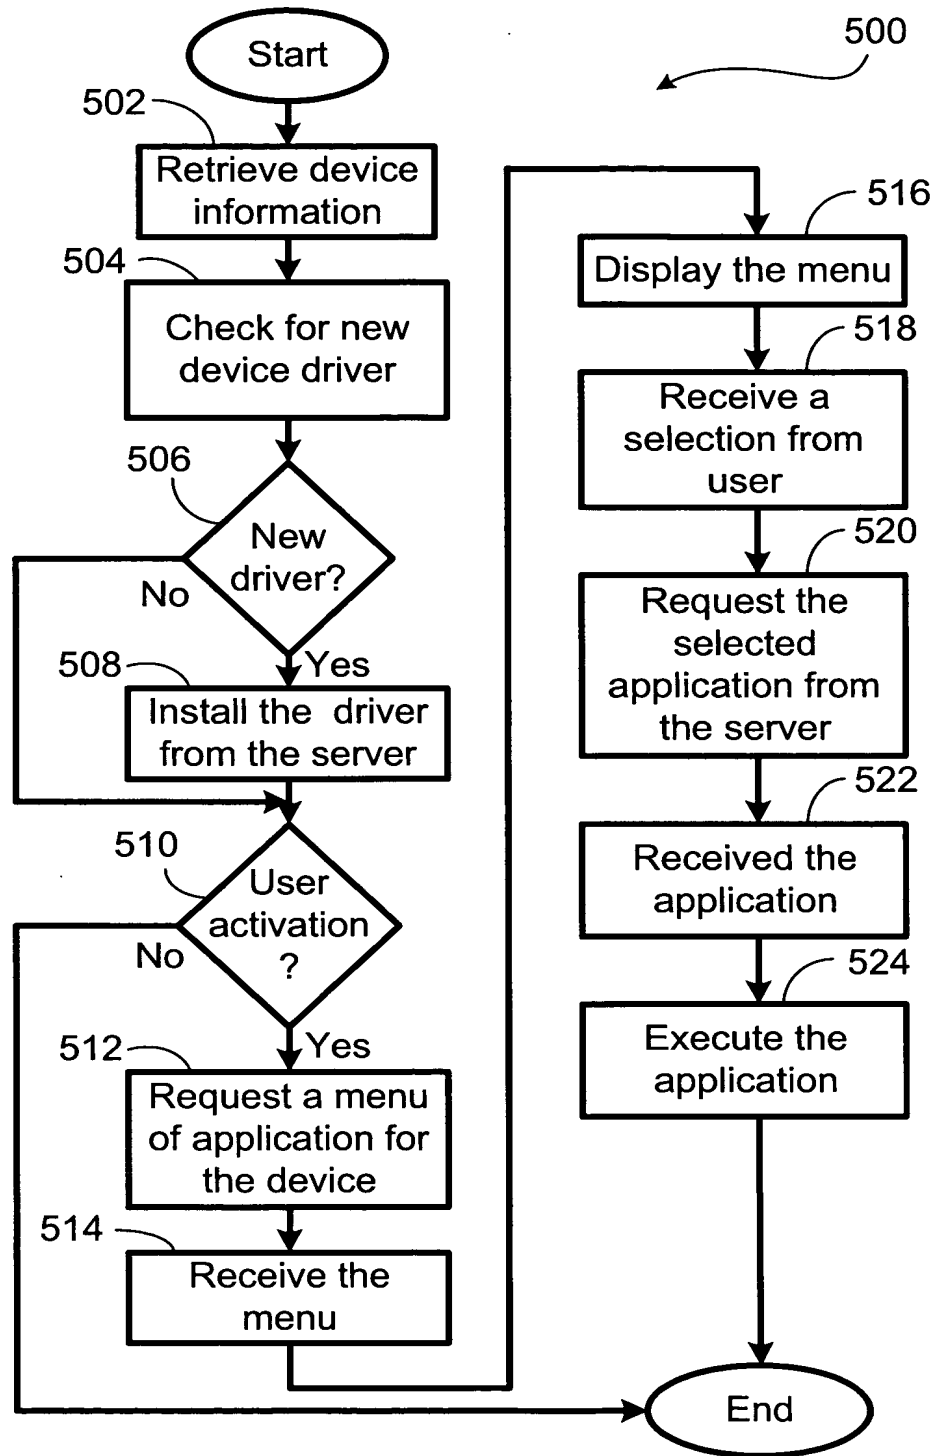 500
Start
502
Retrieve device
information
504
Check for new
device driver
506
New
driver?
No
Yes
508
Install the driver
from the server
510
User
activation
?
No
Yes
512
Request a menu
of application for
the device
514
Receive the
menu
516
Display the menu
518
Receive a
selection from
user
520
Request the
selected
application from
the server
522
Received the
application
524
Execute the
application
End